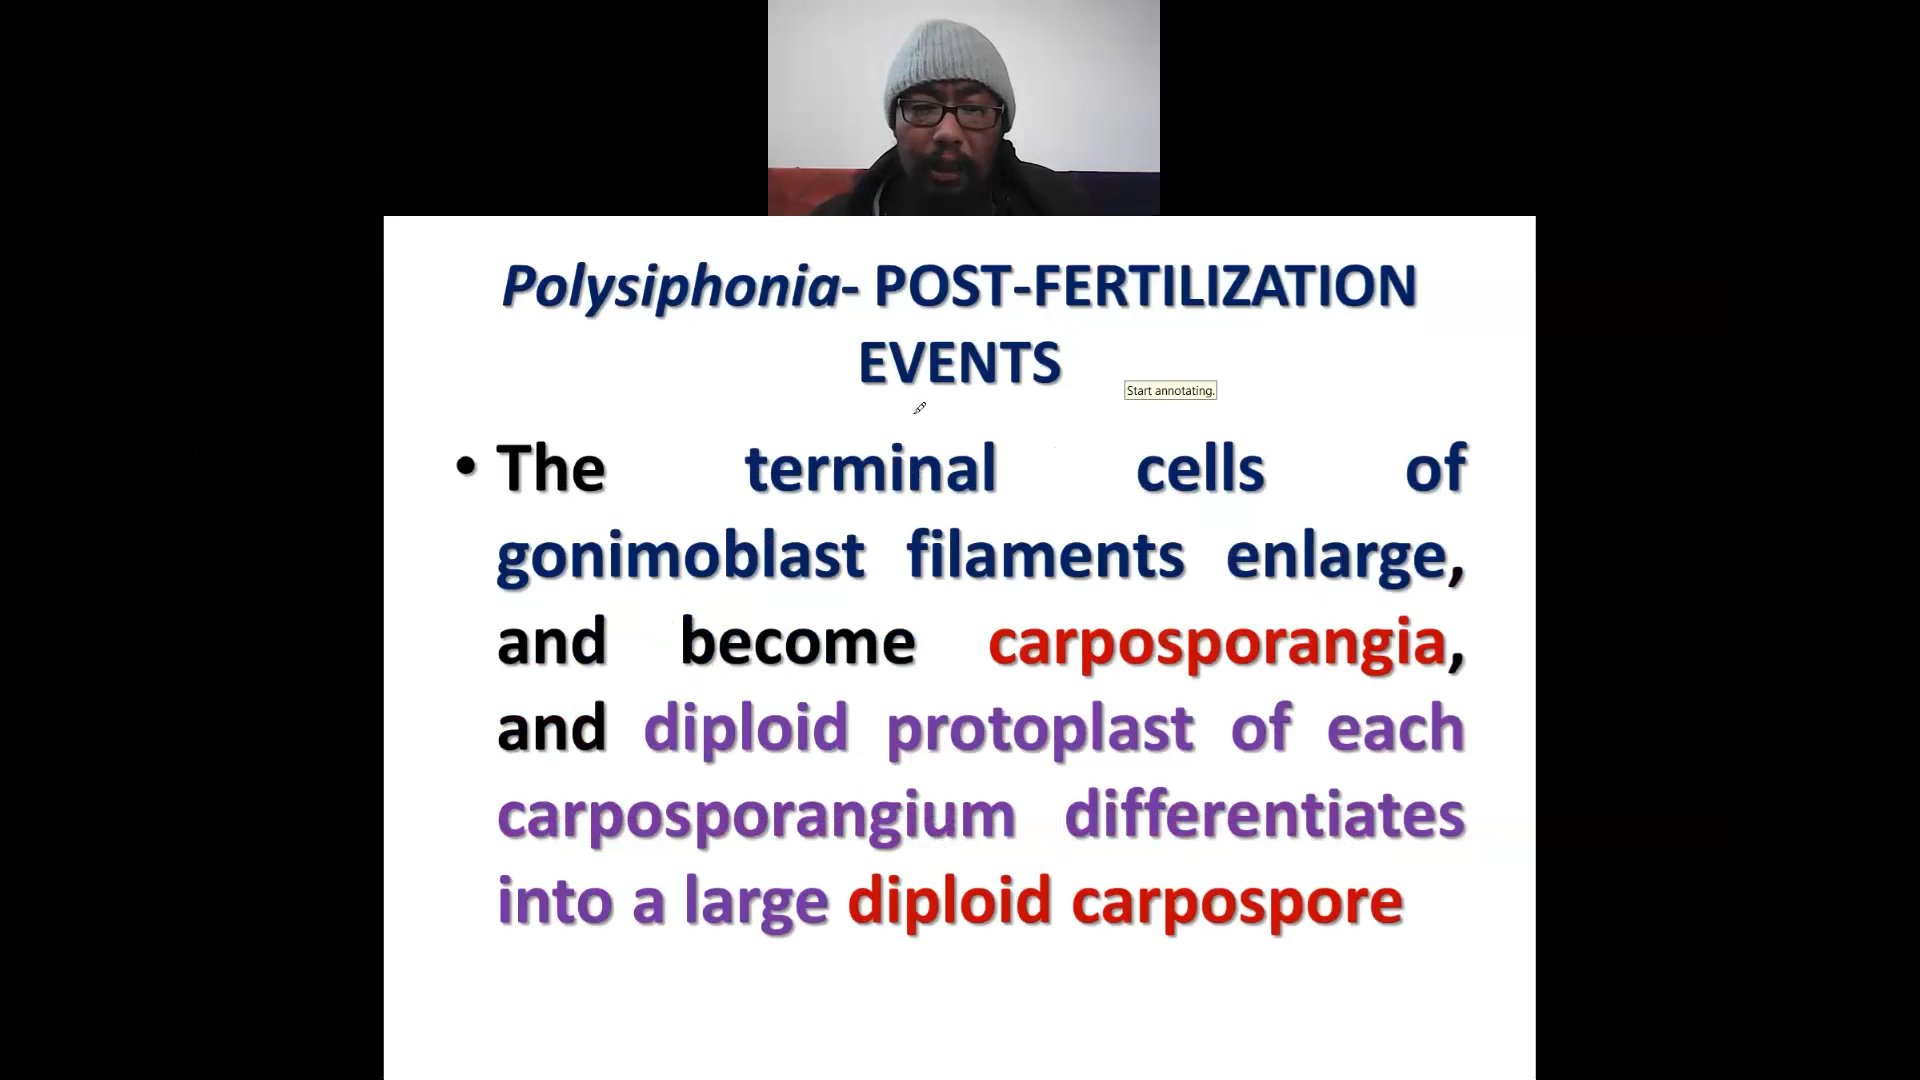 Polysiphonia- POST-FERTILIZATION
EVENTS
Start annotating.
• The terminal cells of
gonimoblast filaments enlarge,
and become carposporangia,
and diploid protoplast of each
carposporangium differentiates
into a large diploid carpospore